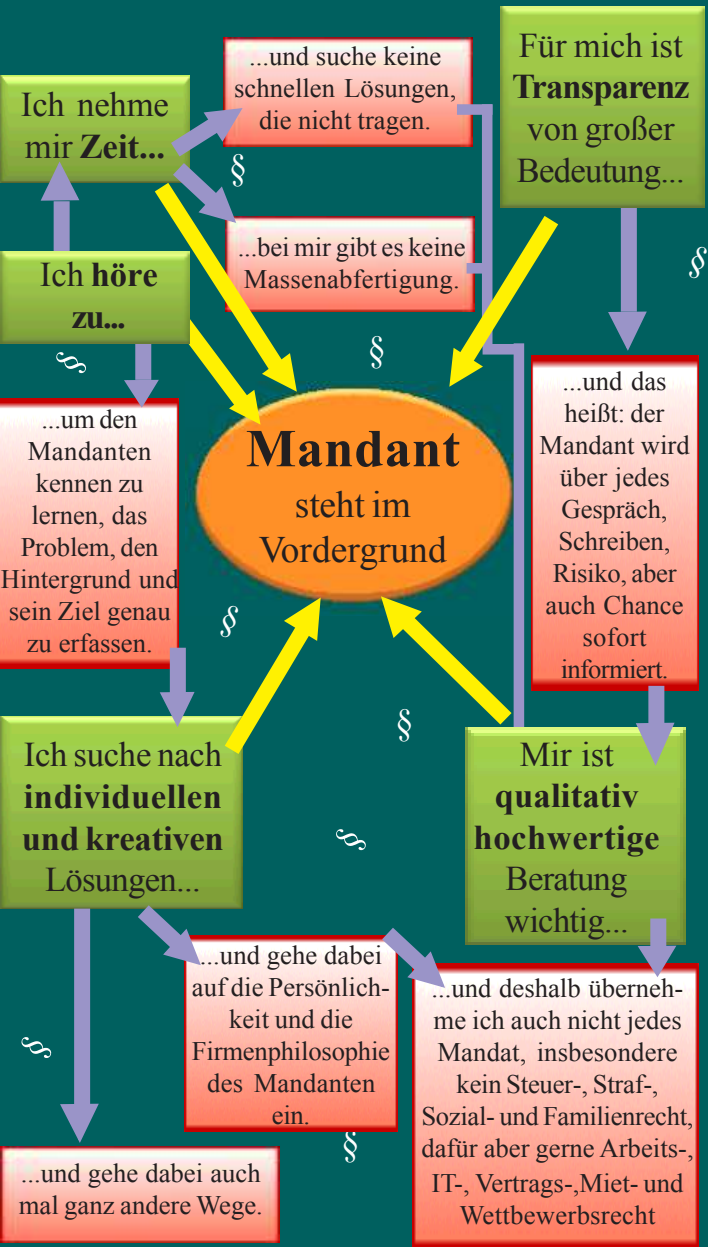 Ich nehme
mir Zeit...
...und suche keine
schnellen Lösungen,
die nicht tragen.
Für mich ist
Transparenz
von großer
Bedeutung...
§
...bei mir gibt es keine
Massenabfertigung.
§
Ich höre
zu...
§
§
...um den
Mandanten
kennen zu
lernen, das
Problem, den
Hintergrund und
sein Ziel genau
zu erfassen.
Mandant
steht im
Vordergrund
...und das
heißt: der
Mandant wird
über jedes
Gespräch,
Schreiben,
Risiko, aber
auch Chance
sofort
informiert.
§
§
Ich suche nach
individuellen
und kreativen
Lösungen...
§
Mir ist
qualitativ
hochwertige
Beratung
wichtig...
§
...und gehe dabei
auf die Persönlich-
keit und die
Firmenphilosophie
des Mandanten
ein.
§
...und deshalb überneh-
me ich auch nicht jedes
Mandat, insbesondere
kein Steuer-, Straf-,
Sozial- und Familienrecht,
dafür aber gerne Arbeits-,
IT-, Vertrags-,Miet- und
Wettbewerbsrecht
...und gehe dabei auch
mal ganz andere Wege.